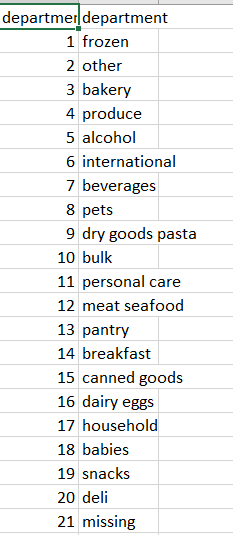 departmen department
1 frozen
2 other
3 bakery
4 produce
5 alcohol
6 international
7 beverages
8 pets
9 dry goods pasta
10 bulk
11 personal care
12 meat seafood
13 pantry
14 breakfast
15 canned goods
16 dairy eggs
17 household
18 babies
19 snacks
20 deli
21 missing